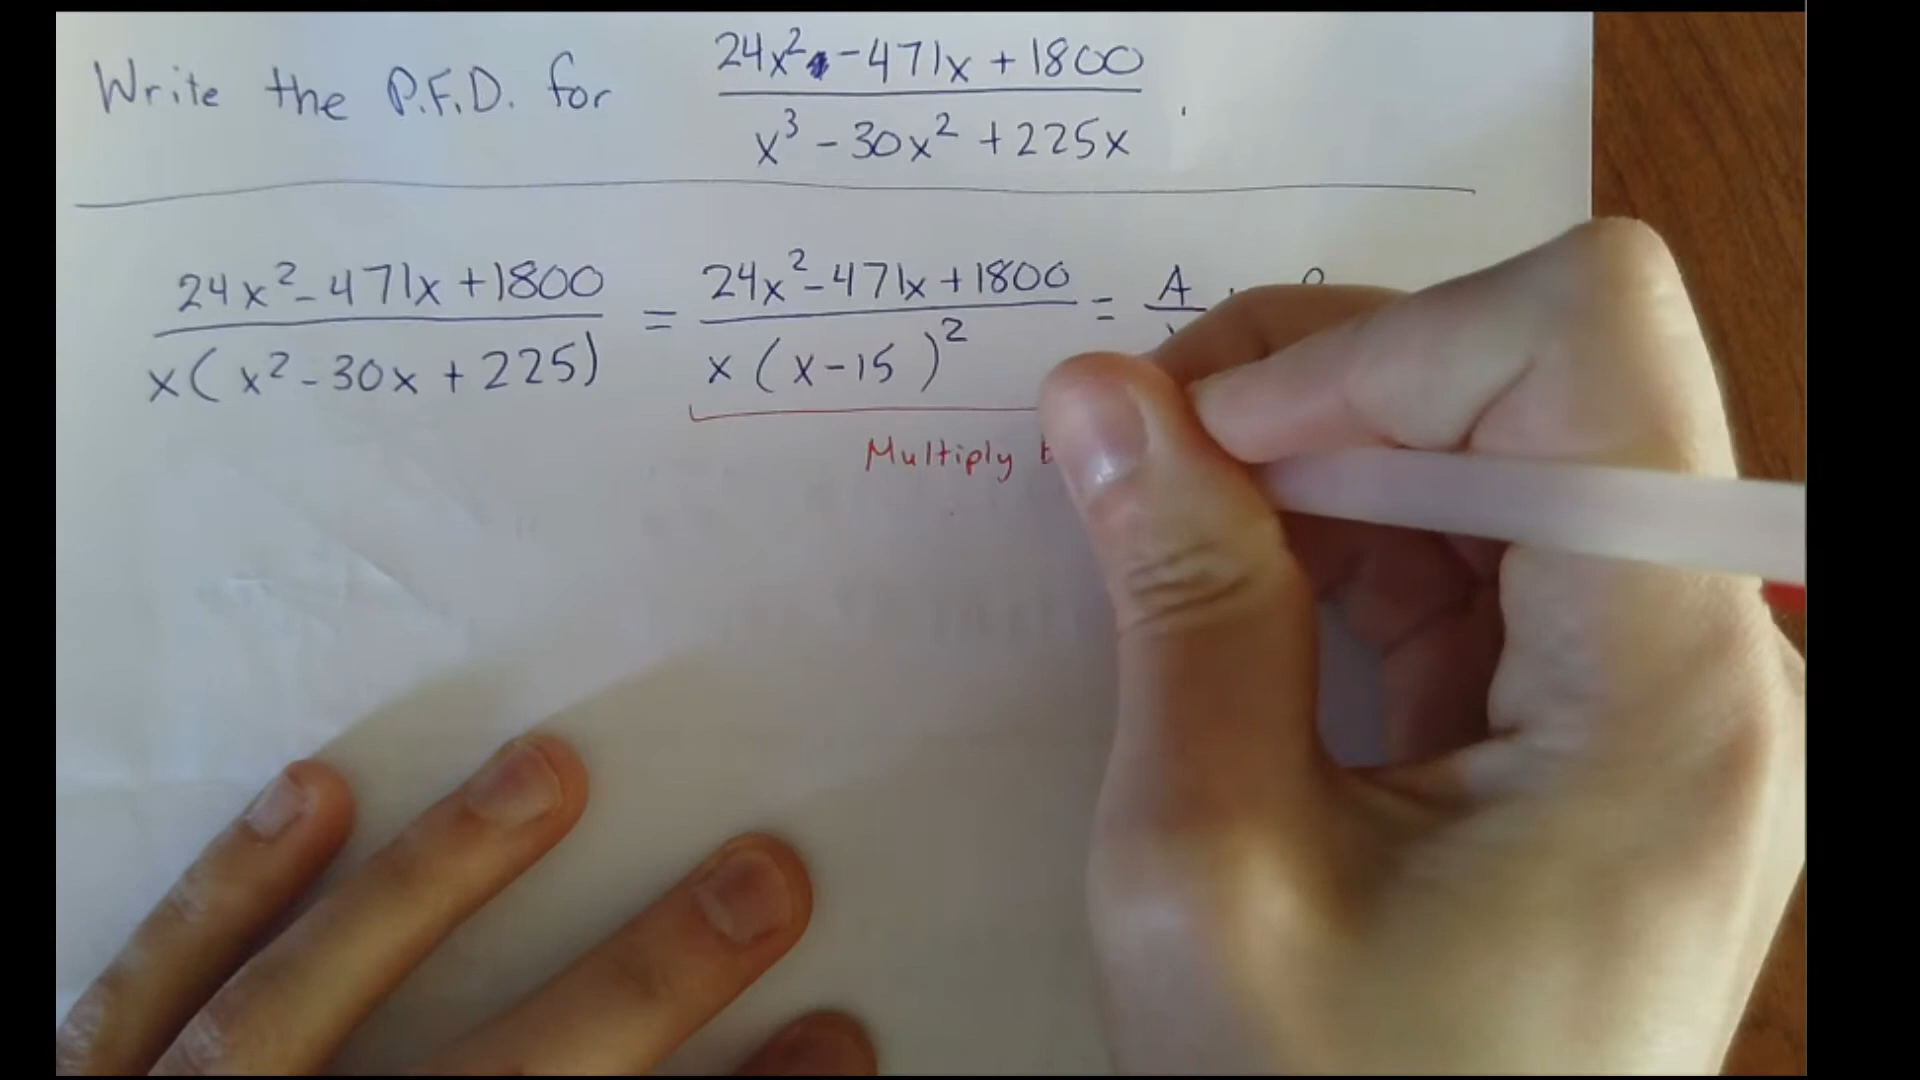 Write the P.F.D. for (24x² - 471x + 1800)/(x³ - 30x² + 225x).
(24x² - 471x + 1800)/(x(x² - 30x + 225)) = (24x² - 471x + 1800)/(x(x - 15)²) = A
Multiply